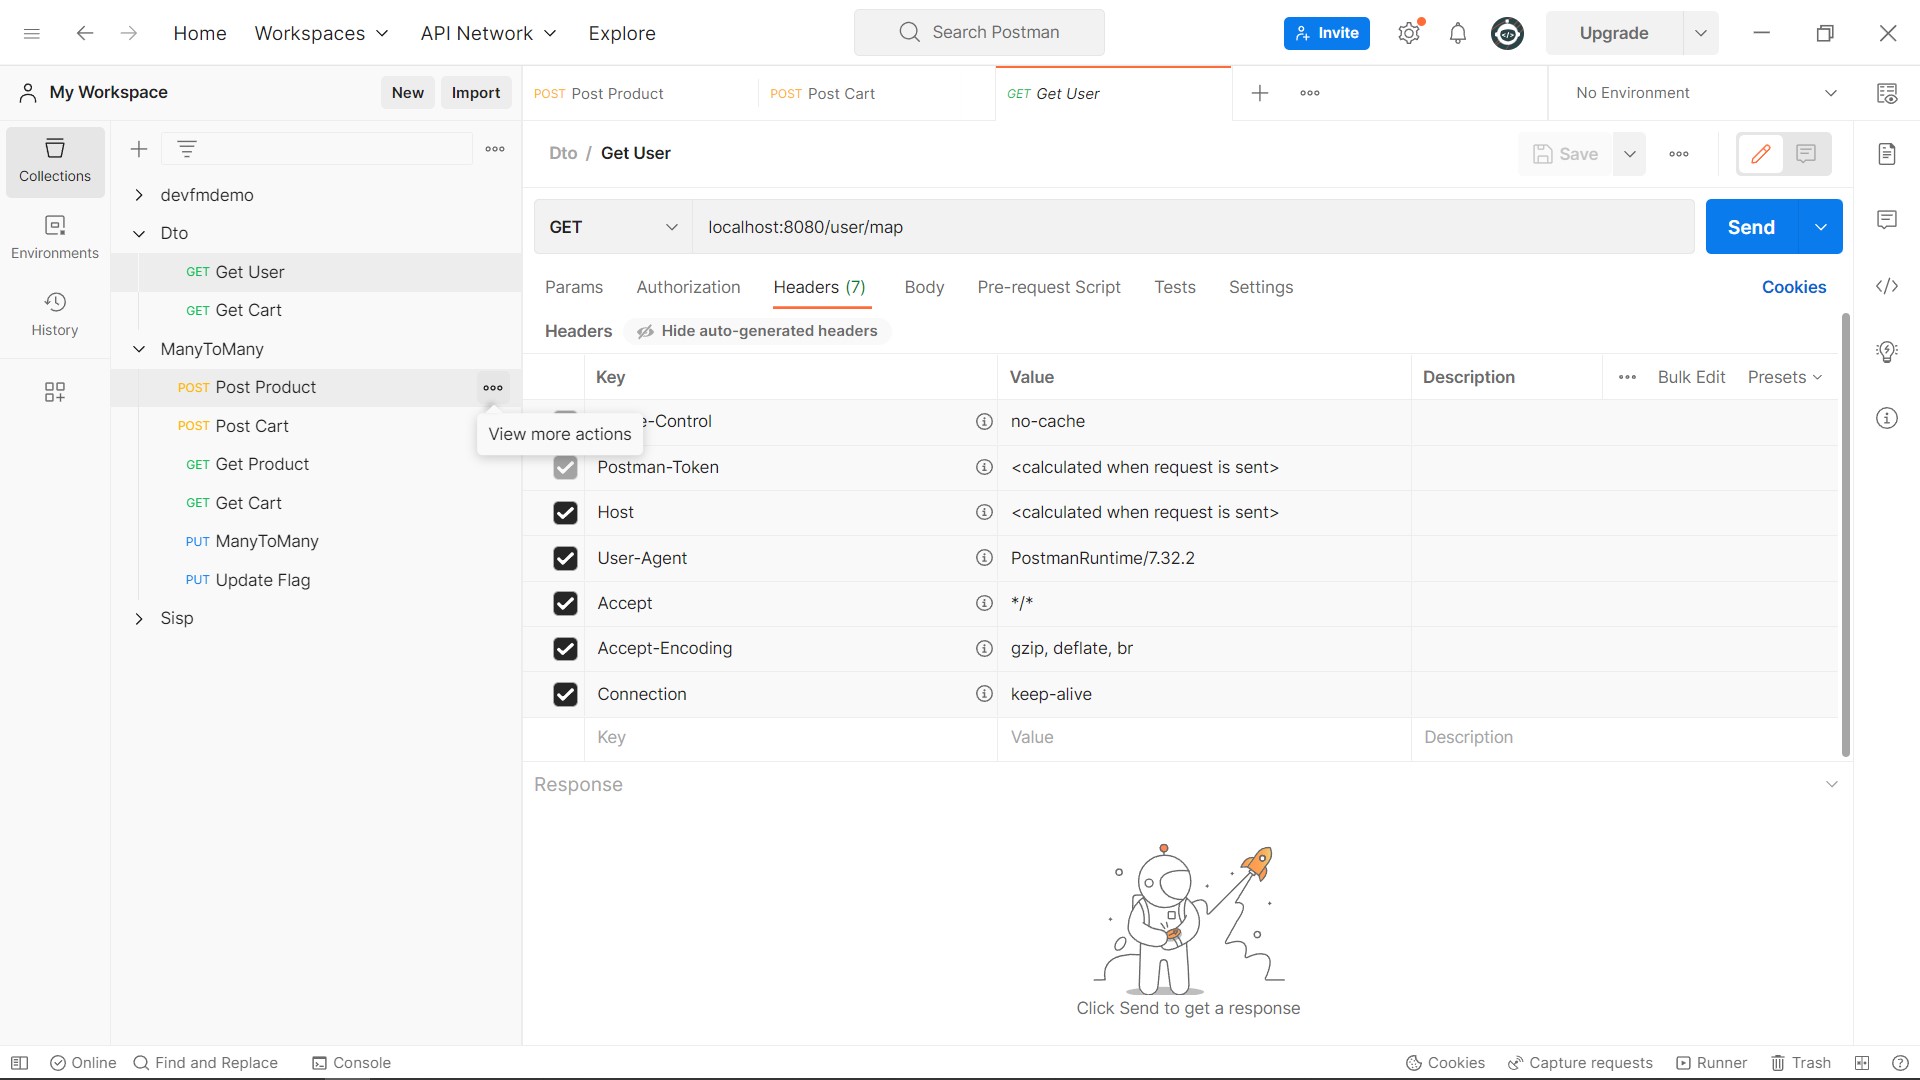 Home Workspaces API Network Explore Search Postman Invite Upgrade
My Workspace New Import POST Post Product POST Post Cart GET Get User No Environment
Collections
Environments
History
devfmdemo
Dto
GET Get User
GET Get Cart
ManyToMany
POST Post Product
POST Post Cart
GET Get Product
GET Get Cart
PUT ManyToMany
PUT Update Flag
Sisp
View more actions
Dto / Get User Save
GET localhost:8080/user/map Send
Params Authorization Headers (7) Body Pre-request Script Tests Settings Cookies
Headers Hide auto-generated headers
Key Value Description Bulk Edit Presets
e-Control no-cache
Postman-Token <calculated when request is sent>
Host <calculated when request is sent>
User-Agent PostmanRuntime/7.32.2
Accept */*
Accept-Encoding gzip, deflate, br
Connection keep-alive
Key Value Description
Response
Click Send to get a response
Online Find and Replace Console Cookies Capture requests Runner Trash